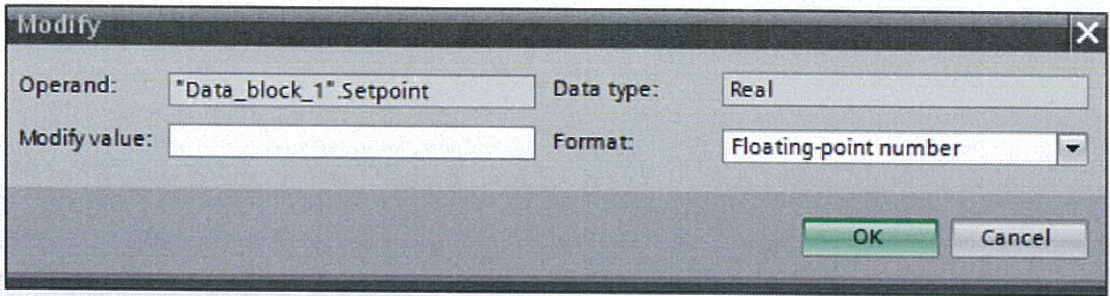 Modify
Operand: "Data_block_1".Setpoint Data type: Real
Modify value: Format: Floating-point number
OK Cancel